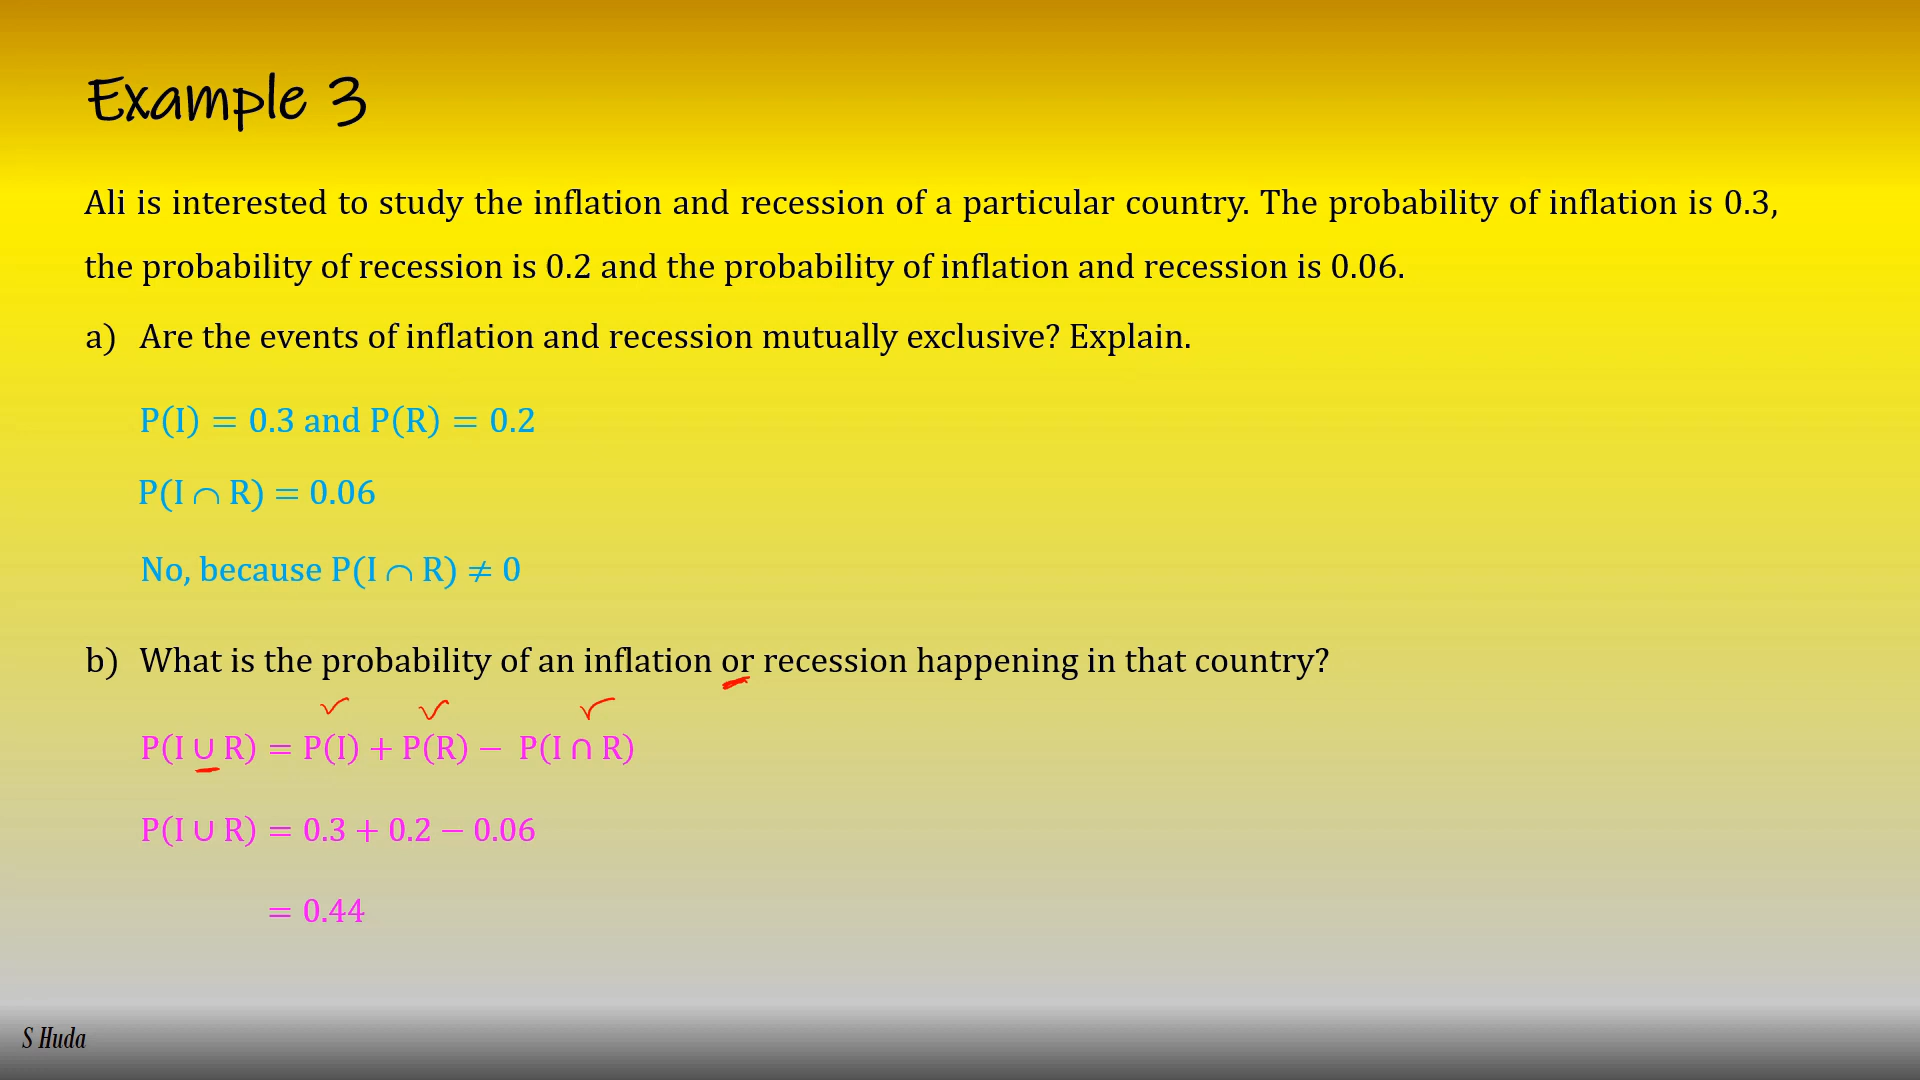 Example 3
Ali is interested to study the inflation and recession of a particular country. The probability of inflation is 0.3,
the probability of recession is 0.2 and the probability of inflation and recession is 0.06.
a) Are the events of inflation and recession mutually exclusive? Explain.
P(I) = 0.3 and P(R) = 0.2
P(I ∩ R) = 0.06
No, because P(I ∩ R) ≠ 0
b) What is the probability of an inflation or recession happening in that country?
P(I ∪ R) = P(I) + P(R) − P(I ∩ R)
P(I ∪ R) = 0.3 + 0.2 − 0.06
= 0.44
S Huda